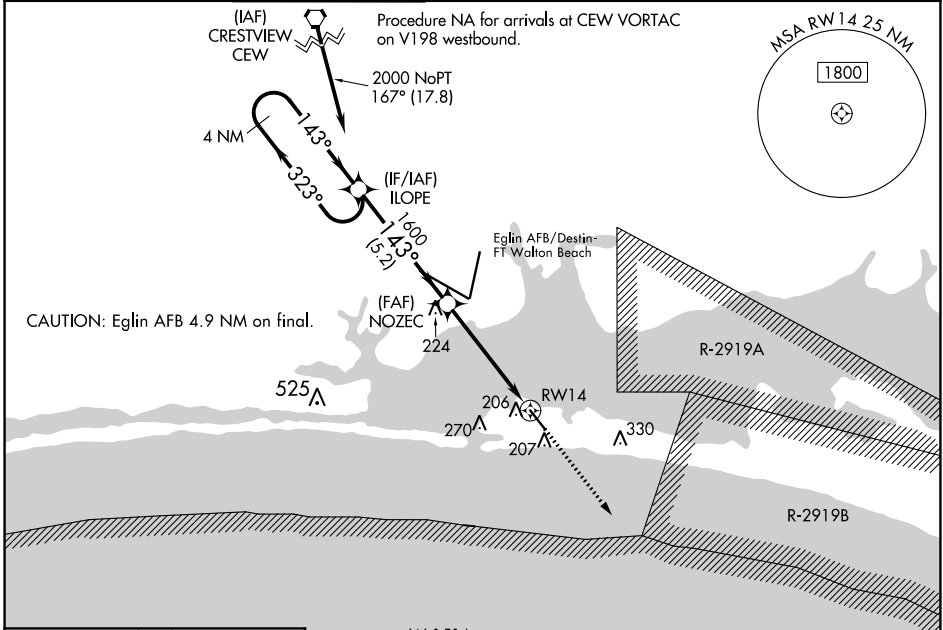 (IAF)
CRESTVIEW
CEW
Procedure NA for arrivals at CEW VORTAC
on V198 westbound.
MSA RW14 25 NM
1800
2000 NoPT
167° (17.8)
4 NM
143°
323°
(IF/IAF)
ILOPE
1600
143°
(5.2)
Eglin AFB/Destin-
FT Walton Beach
(FAF)
NOZEC
224
CAUTION: Eglin AFB 4.9 NM on final.
R-2919A
525
206
RW14
270
207
330
R-2919B